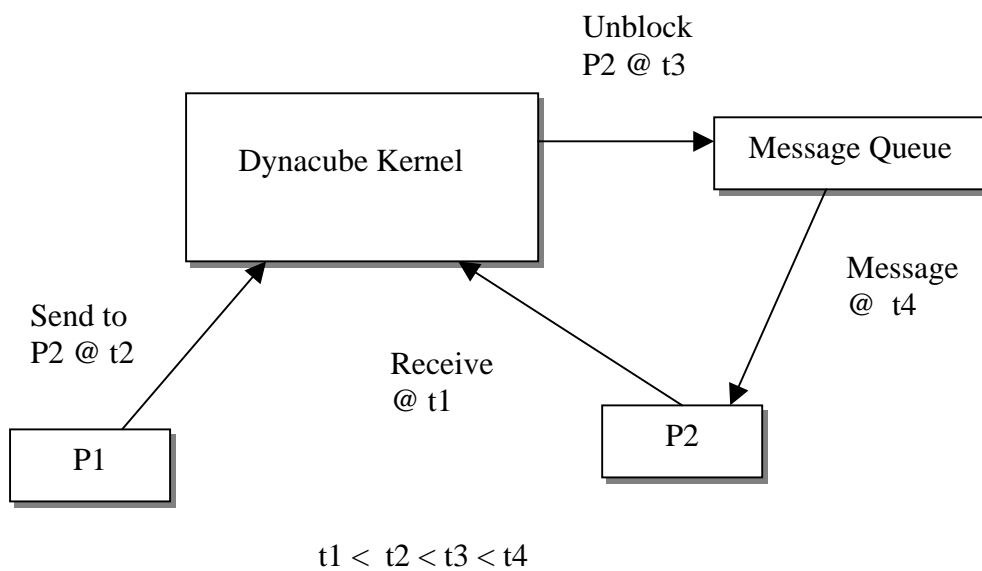 Unblock
P2 @ t3
Dynacube Kernel
Message Queue
Message
@ t4
Send to
P2 @ t2
Receive
@ t1
P1
P2
t1 < t2 < t3 < t4